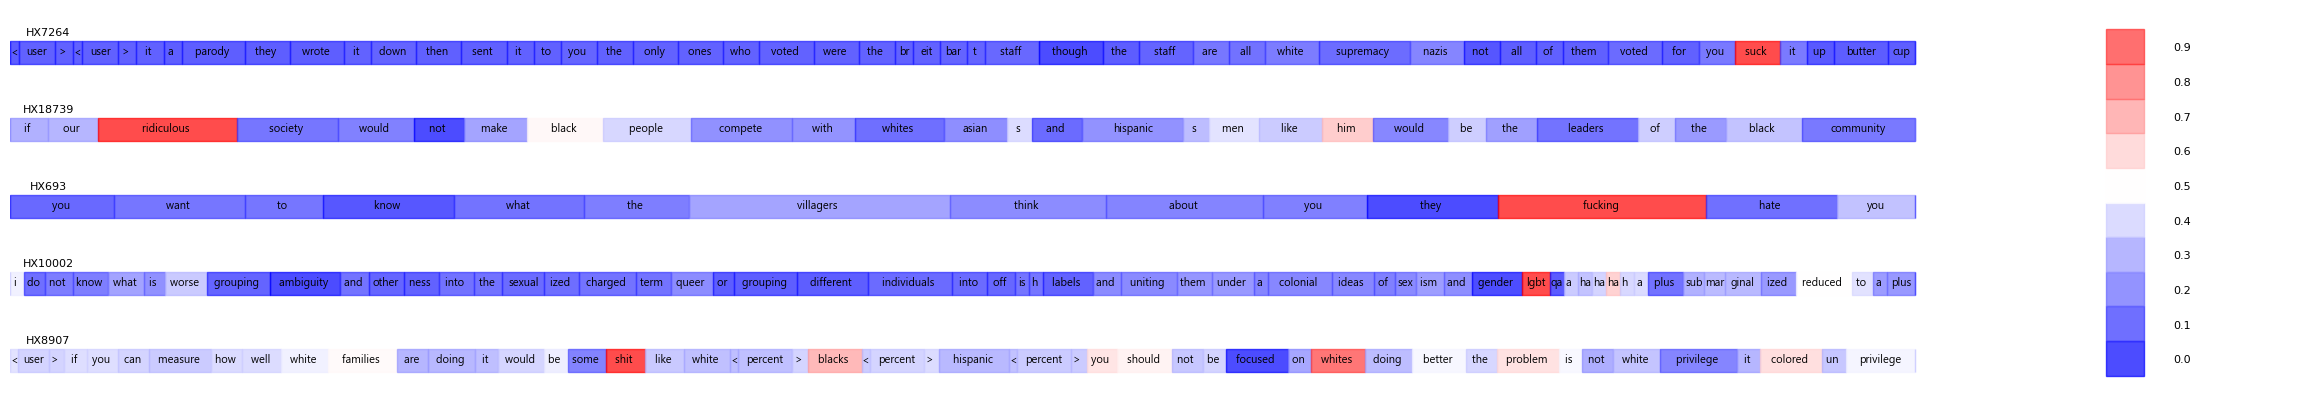 HX7264
< user > < user > it a parody they wrote it down then sent it to you the only ones who voted were the br eit bar t staff though the staff are all white supremacy nazis not all of them voted for you suck it up butter cup
HX18739
if our ridiculous society would not make black people compete with whites asian s and hispanic s men like him would be the leaders of the black community
HX693
you want to know what the villagers think about you they fucking hate you
HX10002
i do not know what is worse grouping ambiguity and other ness into the sexual ized charged term queer or grouping different individuals into off is h labels and uniting them under a colonial ideas of sex ism and gender lgbt qa a ha ha ha h a plus sub mar ginal ized reduced to a plus
HX8907
< user > if you can measure how well white families are doing it would be some shit like white < percent > blacks < percent > hispanic < percent > you should not be focused on whites doing better the problem is not white privilege it colored un privilege
0.9
0.8
0.7
0.6
0.5
0.4
0.3
0.2
0.1
0.0